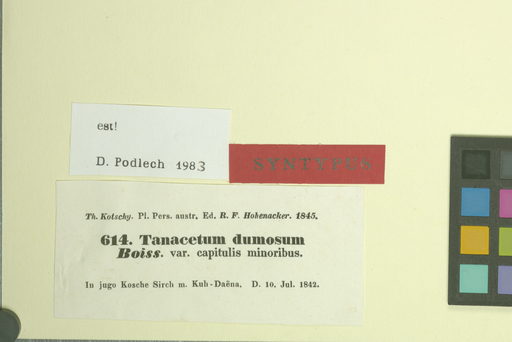 est!
D. Podlech 1983
SYNTYPUS
Th. Kotschy. Pl. Pers. austr. Ed. R. F. Hohenacker. 1845.
614. Tanacetum dumosum
Boiss. var. capitulis minoribus.
In jugo Kosche Sirch m. Kuh-Daëna. D. 10. Jul. 1842.